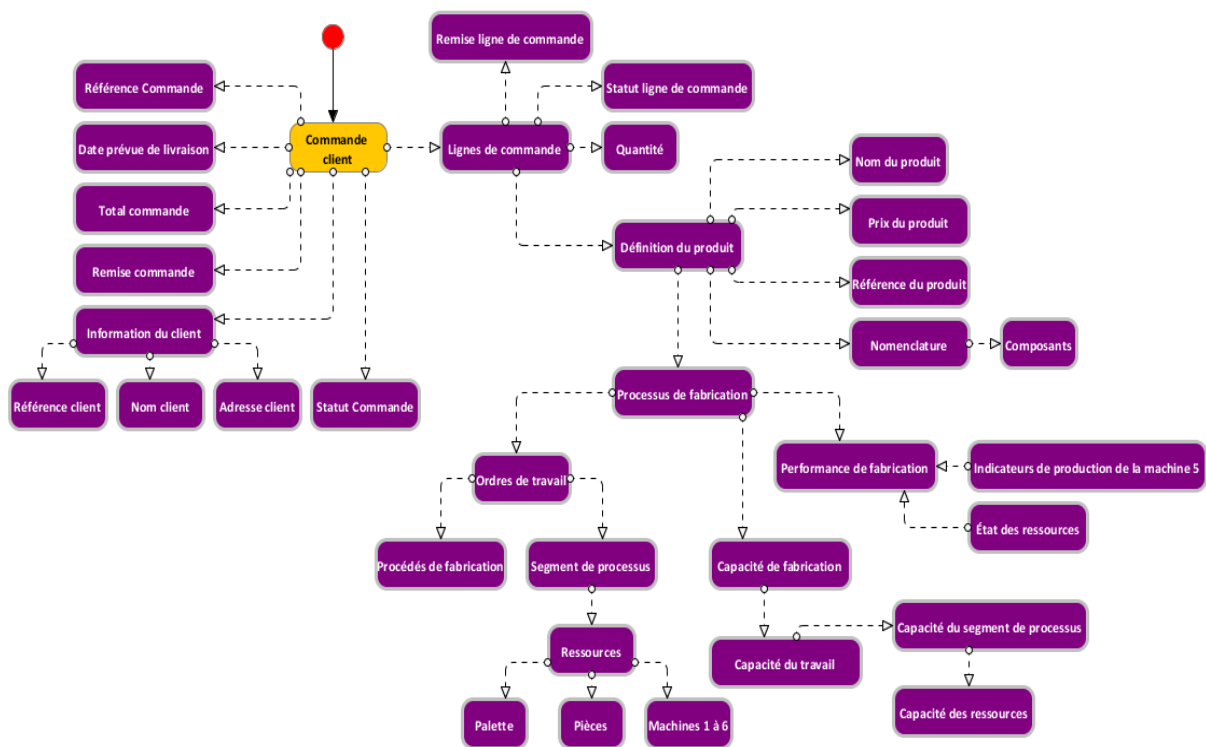 Remise ligne de commande
Référence Commande
Statut ligne de commande
Commande
client
Date prévue de livraison
Lignes de commande
Quantité
Nom du produit
Total commande
Prix du produit
Définition du produit
Remise commande
Référence du produit
Information du client
Nomenclature
Composants
Référence client
Nom client
Adresse client
Statut Commande
Processus de fabrication
Performance de fabrication
Indicateurs de production de la machine 5
Ordres de travail
État des ressources
Procédés de fabrication
Segment de processus
Capacité de fabrication
Capacité du segment de processus
Ressources
Capacité du travail
Capacité des ressources
Palette
Pièces
Machines 1 à 6